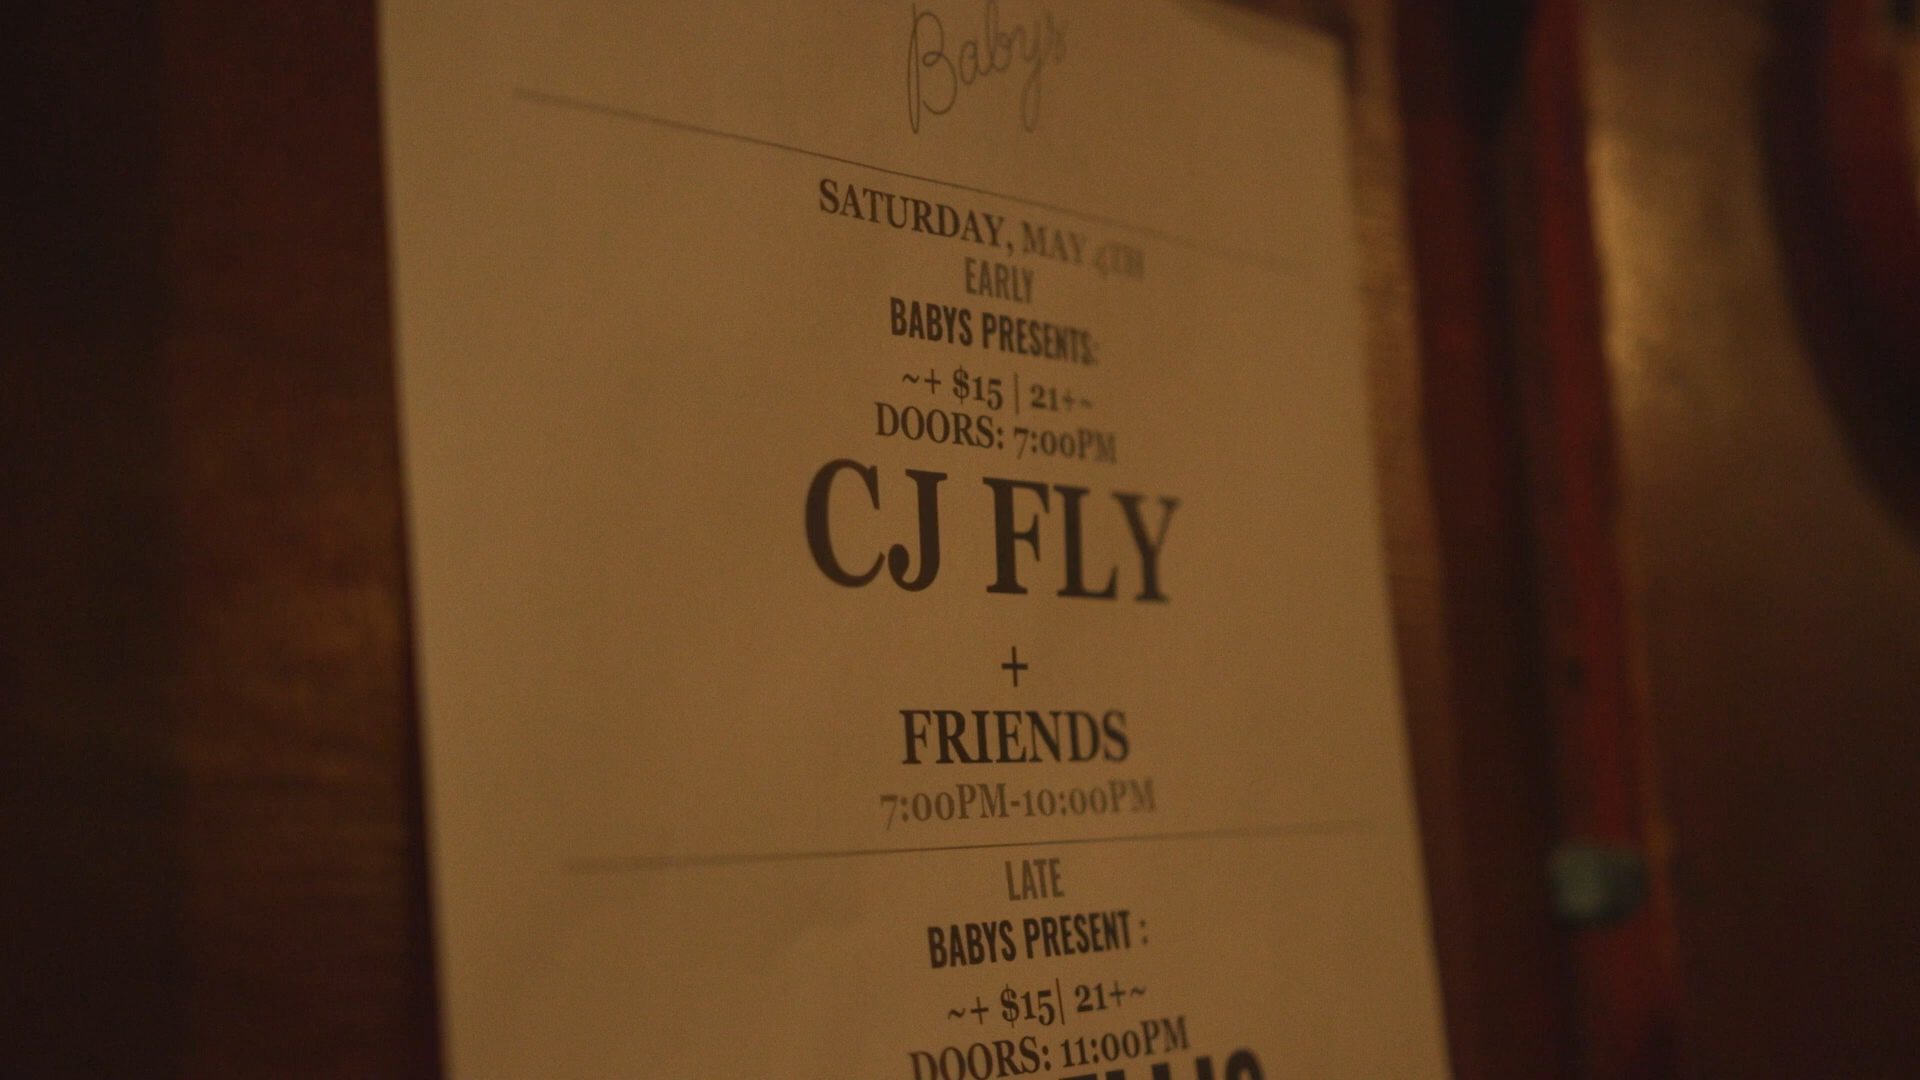 Babys
SATURDAY, MAY 4TH
EARLY
BABYS PRESENTS:
~+ $15 | 21+~
DOORS: 7:00PM
CJ FLY
+
FRIENDS
7:00PM-10:00PM
LATE
BABYS PRESENT :
~+ $15| 21+~
DOORS: 11:00PM